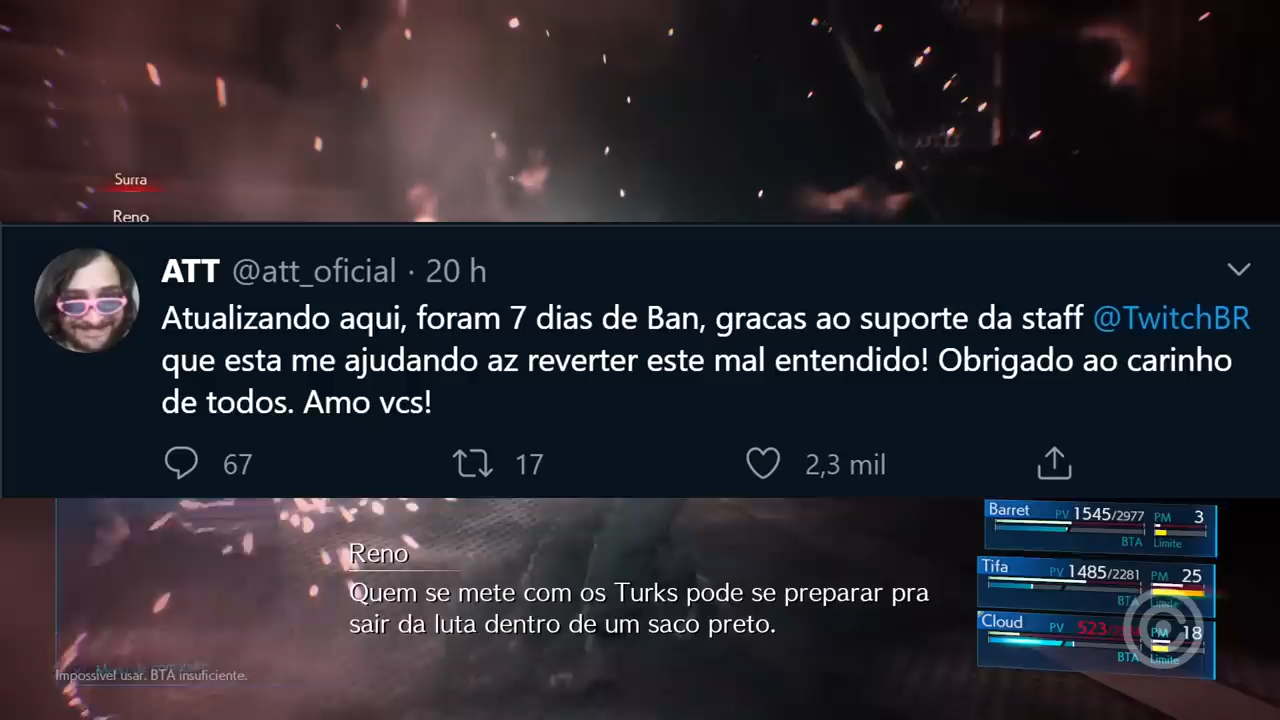 Surra
Reno
ATT @att_oficial · 20 h
Atualizando aqui, foram 7 dias de Ban, gracas ao suporte da staff @TwitchBR
que esta me ajudando az reverter este mal entendido! Obrigado ao carinho
de todos. Amo vcs!
67 17 2,3 mil
Barret PV 1545/2977 PM 3
BTA Limite
Reno
Tifa PV 1485/2281 PM 25
BTA Limite
Quem se mete com os Turks pode se preparar pra
sair da luta dentro de um saco preto.
Cloud PV 523/ PM 18
BTA Limite
Impossível usar. BTA insuficiente.